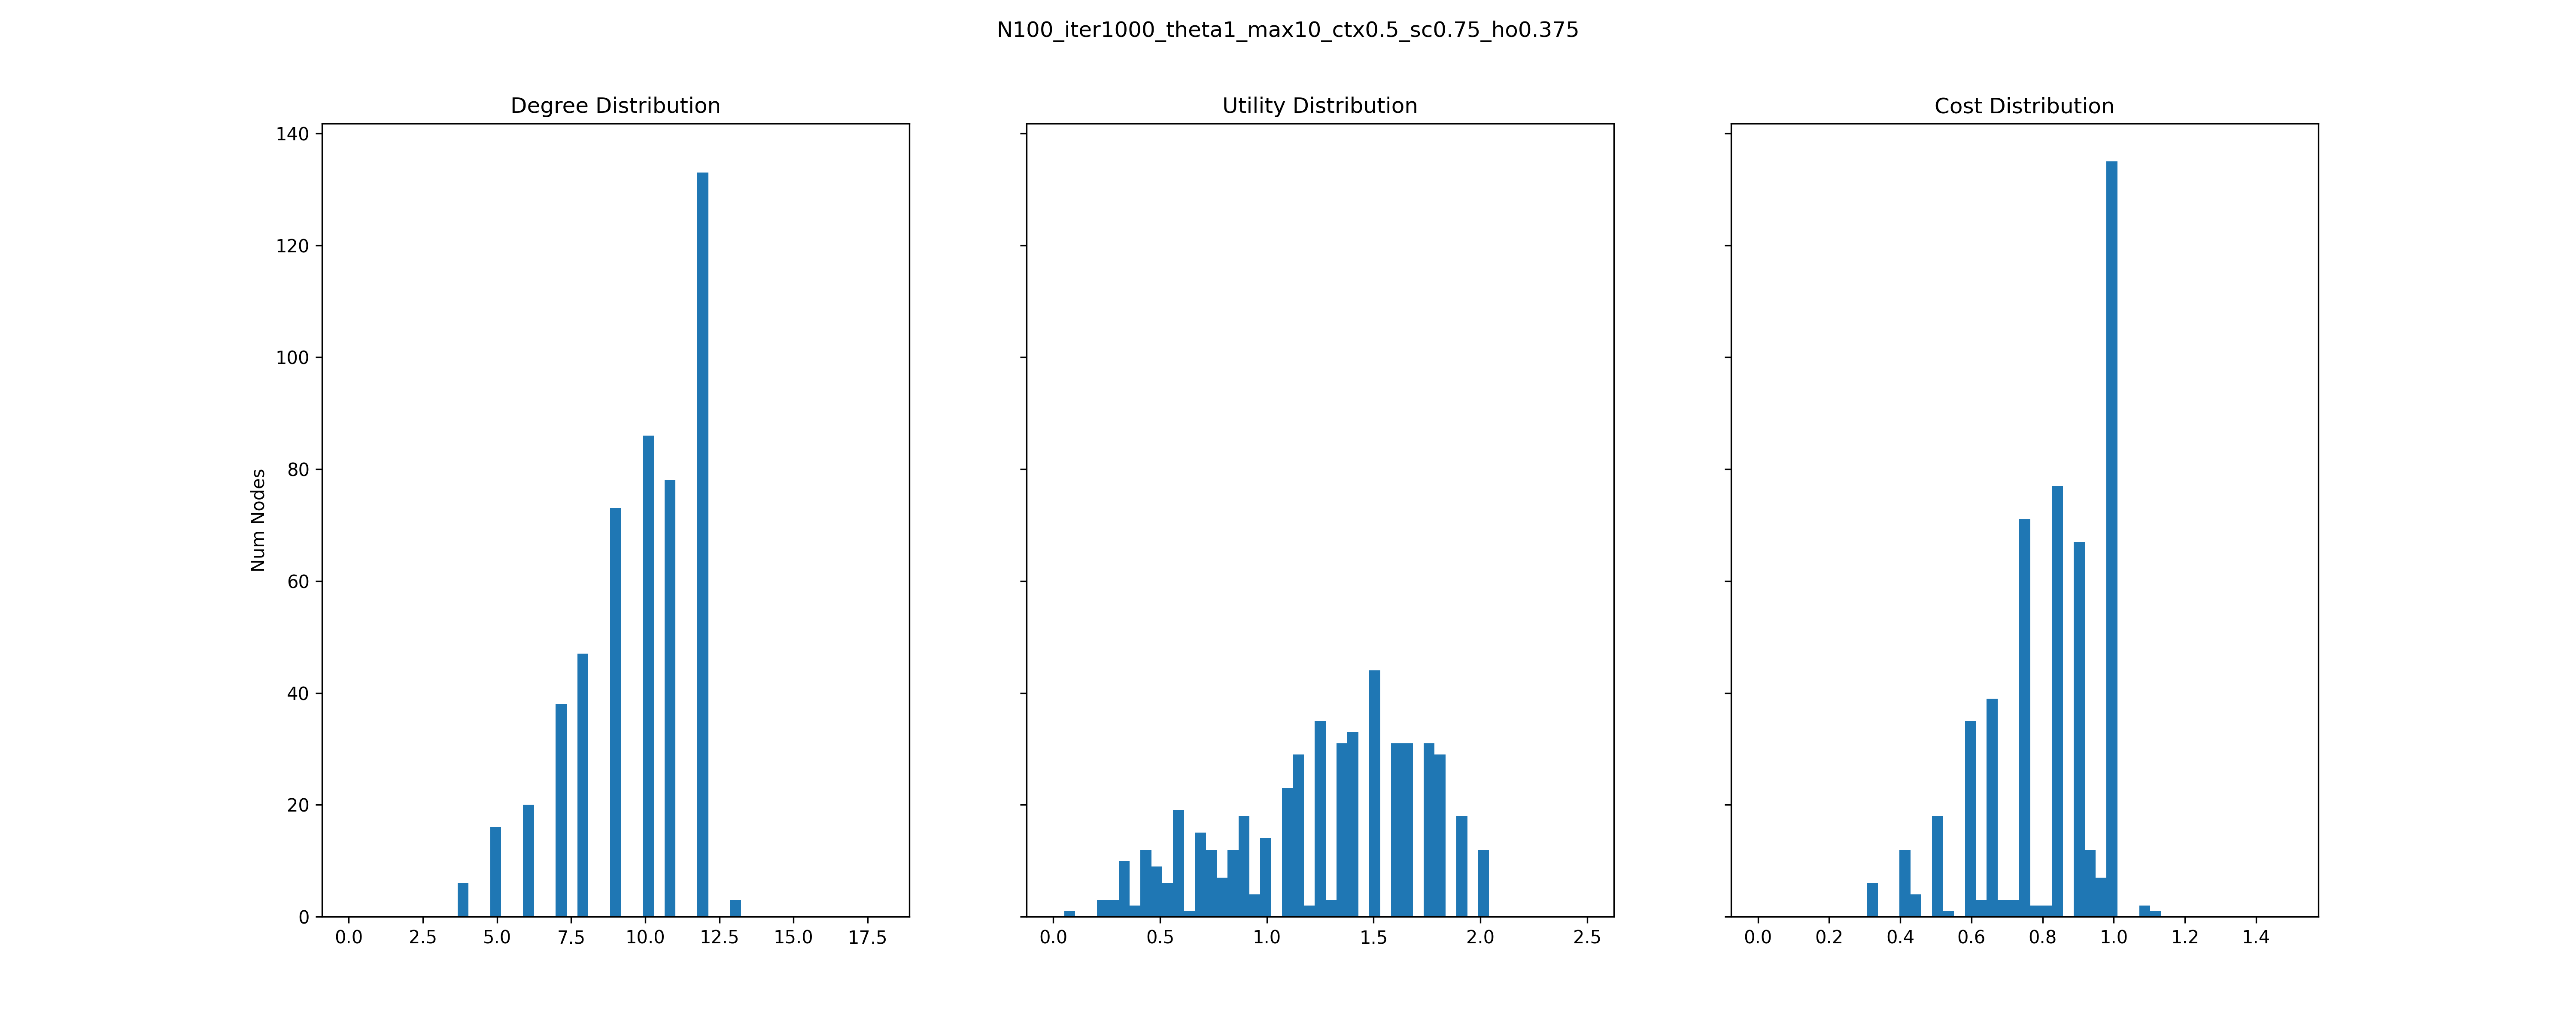 N100_iter1000_theta1_max10_ctx0.5_sc0.75_ho0.375
Degree Distribution
Utility Distribution
Cost Distribution
Num Nodes
140
120
100
80
60
40
20
0
0.0 2.5 5.0 7.5 10.0 12.5 15.0 17.5
0.0 0.5 1.0 1.5 2.0 2.5
0.0 0.2 0.4 0.6 0.8 1.0 1.2 1.4